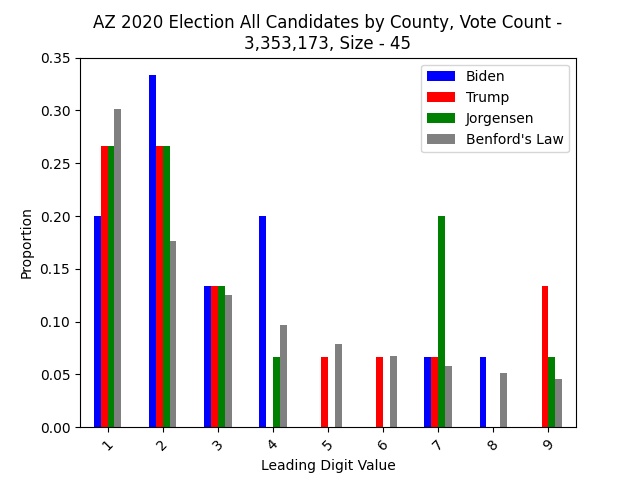 AZ 2020 Election All Candidates by County, Vote Count -
3,353,173, Size - 45
0.35
0.30
0.25
0.20
0.15
0.10
0.05
0.00
Proportion
Biden
Trump
Jorgensen
Benford's Law
1
2
3
4
5
6
7
8
9
Leading Digit Value